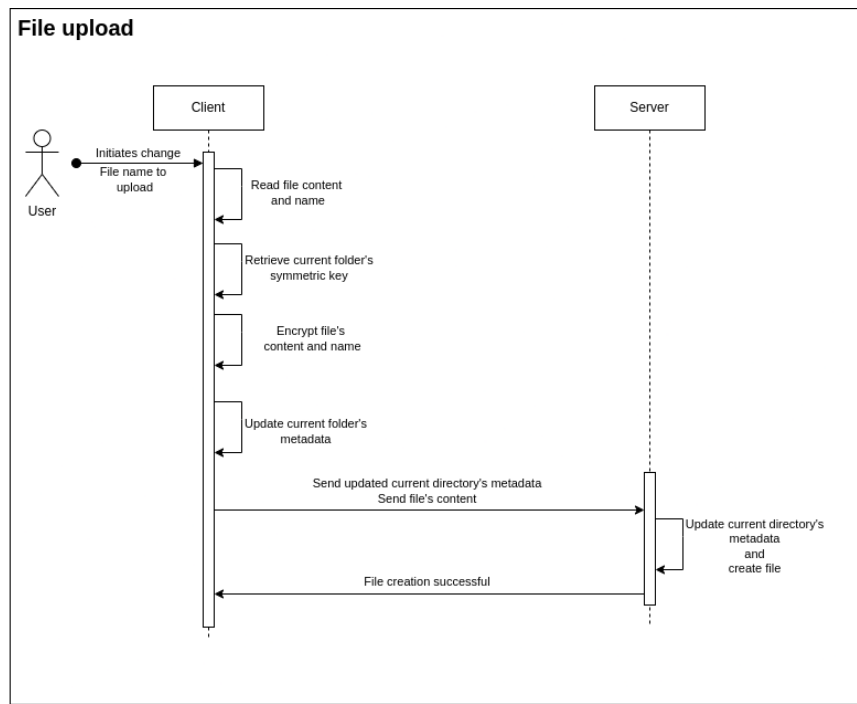 File upload
Client
Server
Initiates change
File name to
upload
User
Read file content
and name
Retrieve current folder's
symmetric key
Encrypt file's
content and name
Update current folder's
metadata
Send updated current directory's metadata
Send file's content
Update current directory's
metadata
and
create file
File creation successful